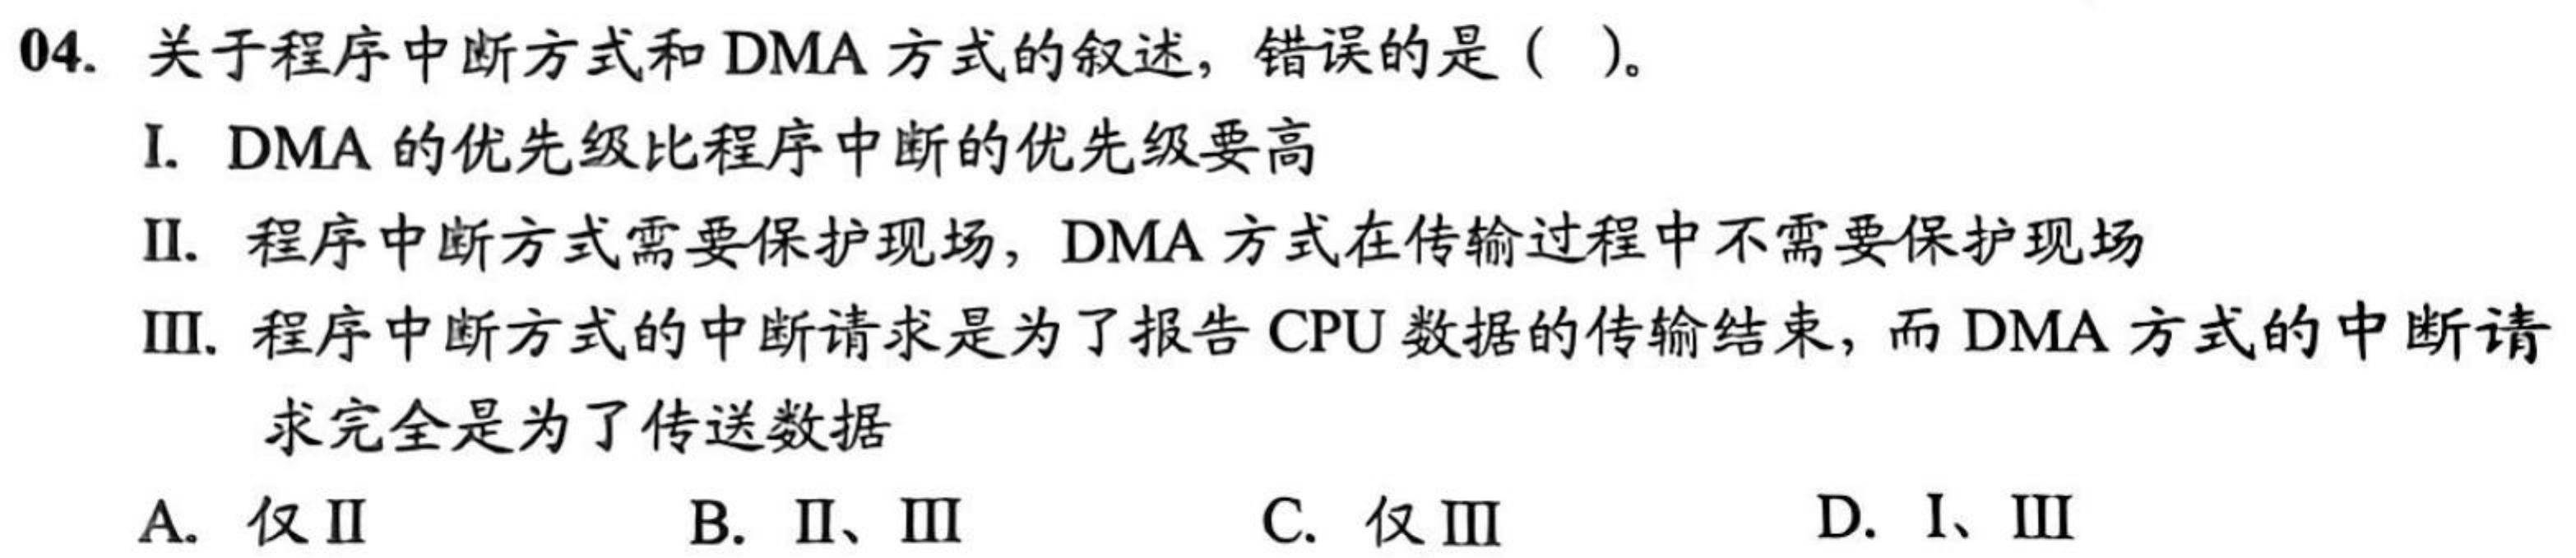 04. 关于程序中断方式和 DMA 方式的叙述，错误的是（ ）。
I. DMA 的优先级比程序中断的优先级要高
II. 程序中断方式需要保护现场，DMA 方式在传输过程中不需要保护现场
III. 程序中断方式的中断请求是为了报告 CPU 数据的传输结束，而 DMA 方式的中断请
求完全是为了传送数据
A. 仅 II B. II、III C. 仅 III D. I、III